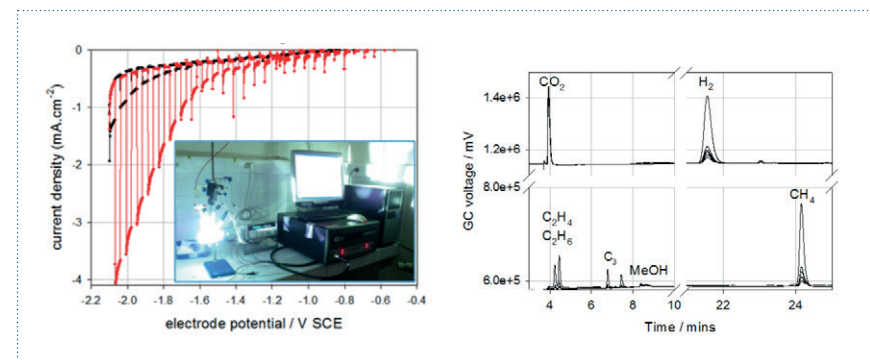 0
-1
-2
-3
-4
current density (mA.cm⁻²)
-2.2 -2.0 -1.8 -1.6 -1.4 -1.2 -1.0 -0.8 -0.6 -0.4
electrode potential / V SCE
CO₂
H₂
1.4e+6
1.2e+6
GC voltage / mV
8.0e+5
CH₄
C₂H₄
C₂H₆
C₃
MeOH
6.0e+5
4 6 8 10 22 24
Time / mins